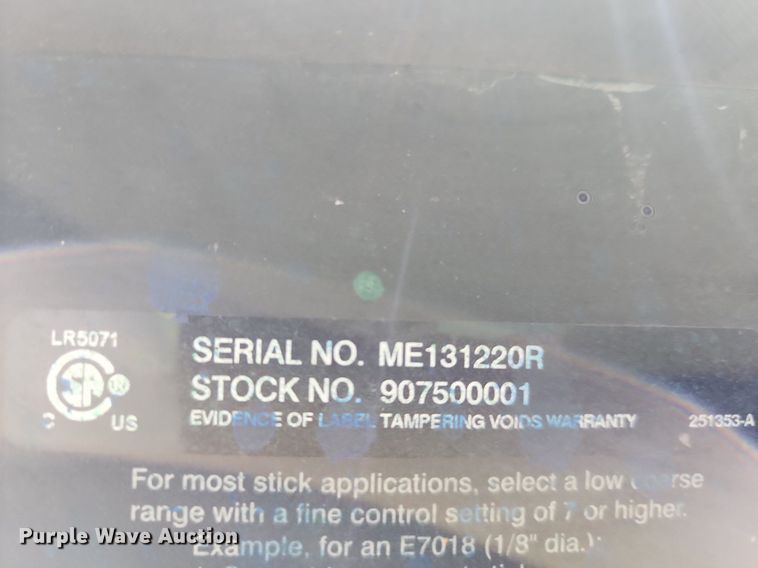 LR5071
SP®
C US
SERIAL NO. ME131220R
STOCK NO. 907500001
EVIDENCE OF LABEL TAMPERING VOIDS WARRANTY 251353-A
For most stick applications, select a low coarse
range with a fine control setting of 7 or higher.
Example, for an E7018 (1/8" dia.):
Purple Wave Auction